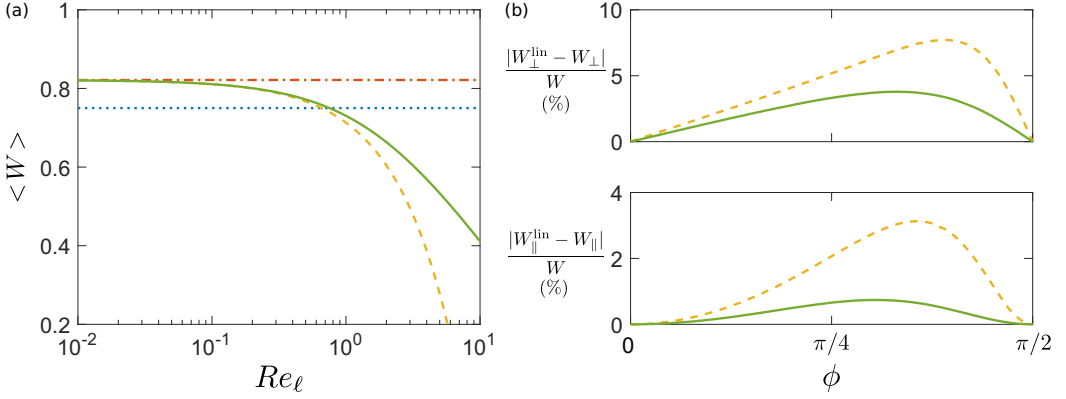 (a)
1
0.8
0.6
0.4
0.2
< W >
10^-2
10^-1
10^0
10^1
Re_ℓ
(b)
|W_⊥^lin − W_⊥|
W
(%)
10
5
0
|W_∥^lin − W_∥|
W
(%)
4
2
0
0
π/4
π/2
ϕ